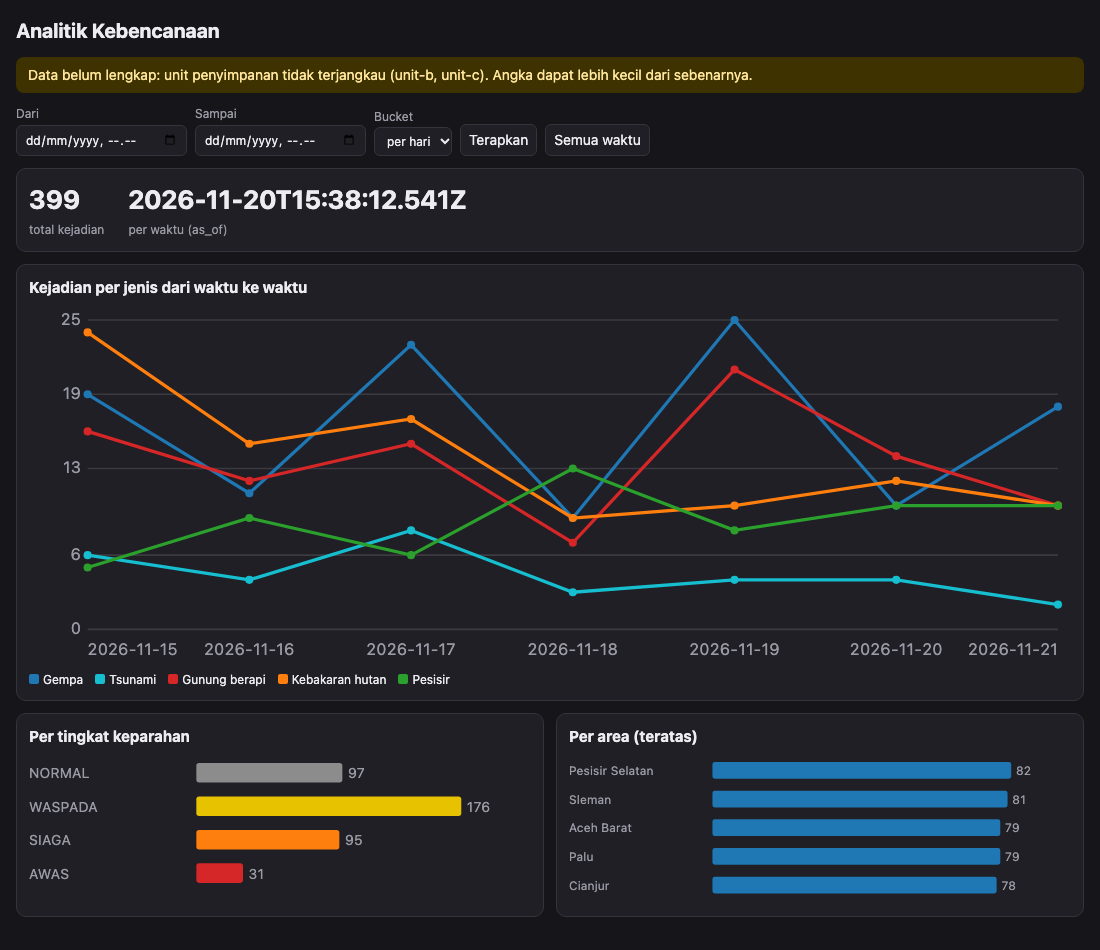 Analitik Kebencanaan
Data belum lengkap: unit penyimpanan tidak terjangkau (unit-b, unit-c). Angka dapat lebih kecil dari sebenarnya.
Dari Sampai Bucket
dd/mm/yyyy, --.-- dd/mm/yyyy, --.-- per hari Terapkan Semua waktu
399 2026-11-20T15:38:12.541Z
total kejadian per waktu (as_of)
Kejadian per jenis dari waktu ke waktu
25
19
13
6
0
2026-11-15 2026-11-16 2026-11-17 2026-11-18 2026-11-19 2026-11-20 2026-11-21
Gempa Tsunami Gunung berapi Kebakaran hutan Pesisir
Per tingkat keparahan
NORMAL 97
WASPADA 176
SIAGA 95
AWAS 31
Per area (teratas)
Pesisir Selatan 82
Sleman 81
Aceh Barat 79
Palu 79
Cianjur 78